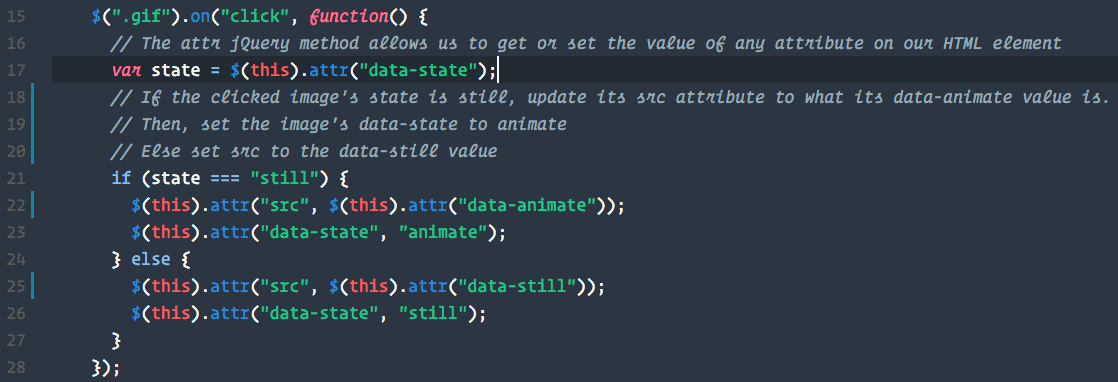 15 $(".gif").on("click", function() {
16 // The attr jQuery method allows us to get or set the value of any attribute on our HTML element
17 var state = $(this).attr("data-state");
18 // If the clicked image's state is still, update its src attribute to what its data-animate value is.
19 // Then, set the image's data-state to animate
20 // Else set src to the data-still value
21 if (state === "still") {
22 $(this).attr("src", $(this).attr("data-animate"));
23 $(this).attr("data-state", "animate");
24 } else {
25 $(this).attr("src", $(this).attr("data-still"));
26 $(this).attr("data-state", "still");
27 }
28 });